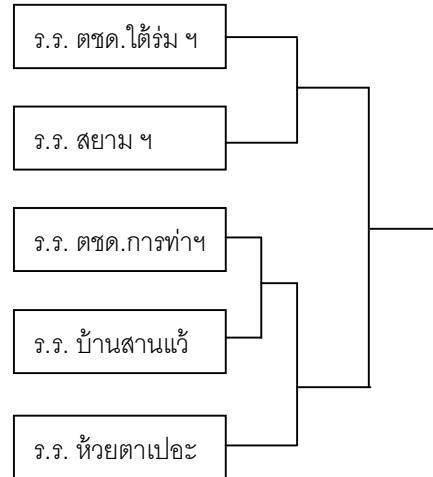 ร.ร. ตชด.ใต้ร่ม ฯ
ร.ร. สยาม ฯ
ร.ร. ตชด.การท่าฯ
ร.ร. บ้านสานแว้
ร.ร. ห้วยตาเปอะ